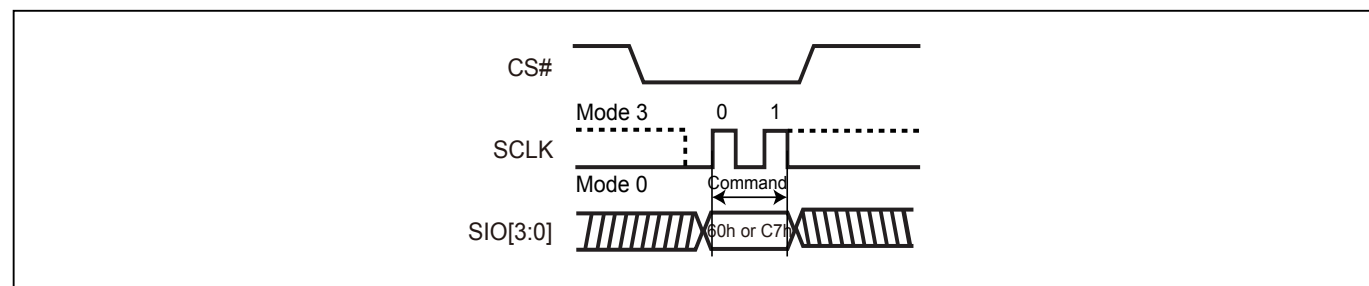 CS#
Mode 3 0 1
SCLK
Mode 0 Command
SIO[3:0] 60h or C7h